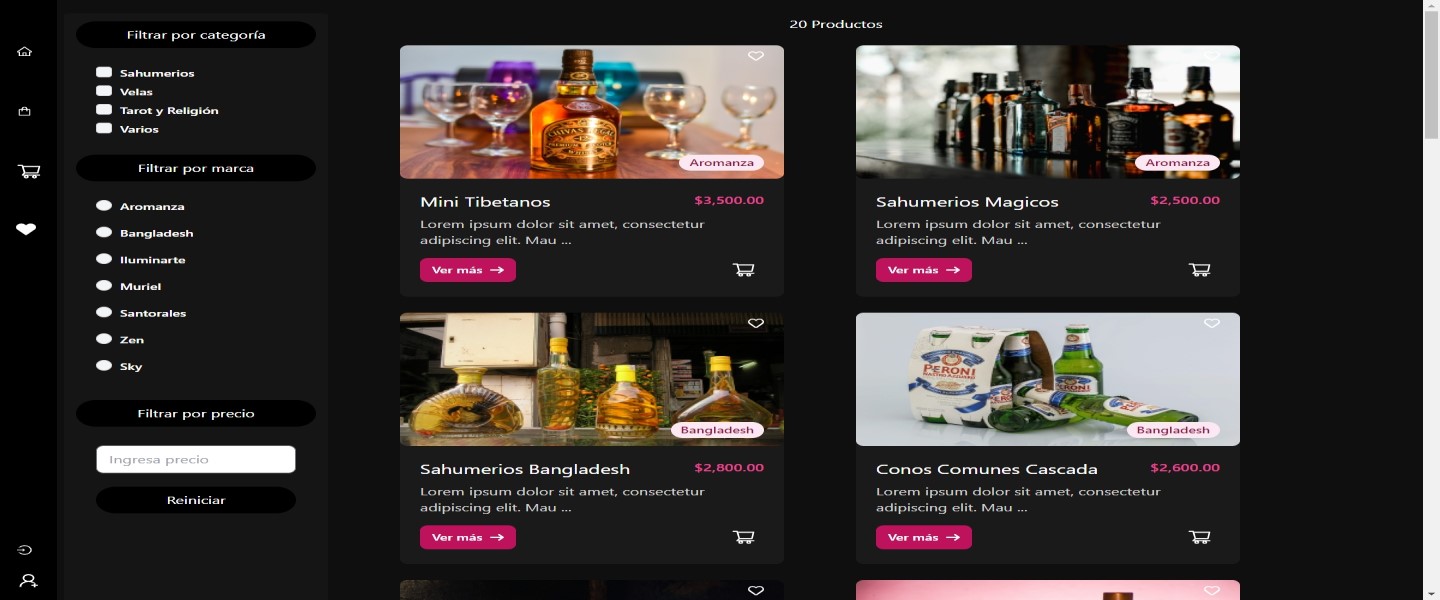 Filtrar por categoría
Sahumerios
Velas
Tarot y Religión
Varios
Filtrar por marca
Aromanza
Bangladesh
Iluminarte
Muriel
Santorales
Zen
Sky
Filtrar por precio
Ingresa precio
Reiniciar
20 Productos
CHIVAS REGAL
Aromanza
Mini Tibetanos
$3,500.00
Lorem ipsum dolor sit amet, consectetur
adipiscing elit. Mau ...
Ver más
Aromanza
Sahumerios Magicos
$2,500.00
Lorem ipsum dolor sit amet, consectetur
adipiscing elit. Mau ...
Ver más
Bangladesh
Sahumerios Bangladesh
$2,800.00
Lorem ipsum dolor sit amet, consectetur
adipiscing elit. Mau ...
Ver más
PERONI
Bangladesh
Conos Comunes Cascada
$2,600.00
Lorem ipsum dolor sit amet, consectetur
adipiscing elit. Mau ...
Ver más